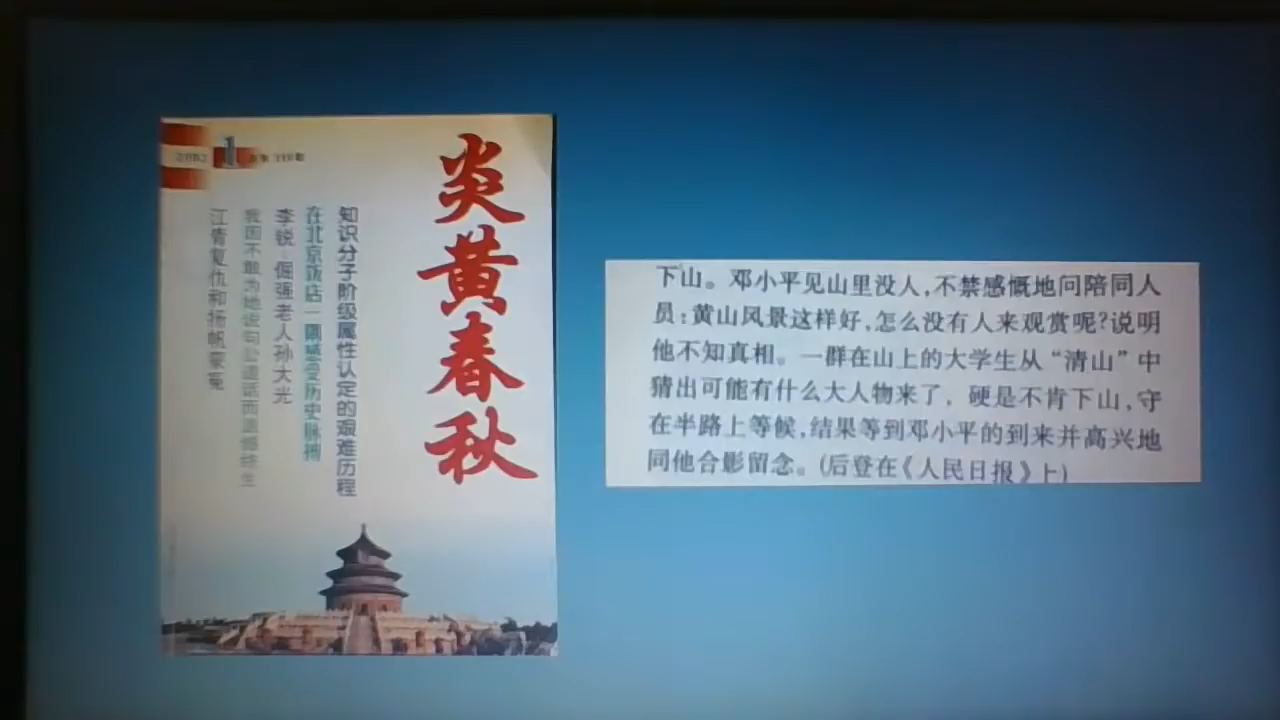 炎黄春秋
1
知识分子阶级属性认定的艰难历程
在北京饭店一隅感受历史脉搏
李锐 倔强老人孙大光
我因不敢为她说句公道话而遗憾终生
江青复仇和扬帆蒙冤
下山。邓小平见山里没人,不禁感慨地问陪同人
员:黄山风景这样好,怎么没有人来观赏呢?说明
他不知真相。一群在山上的大学生从“清山”中
猜出可能有什么大人物来了,硬是不肯下山,守
在半路上等候,结果等到邓小平的到来并高兴地
同他合影留念。(后登在《人民日报》上)